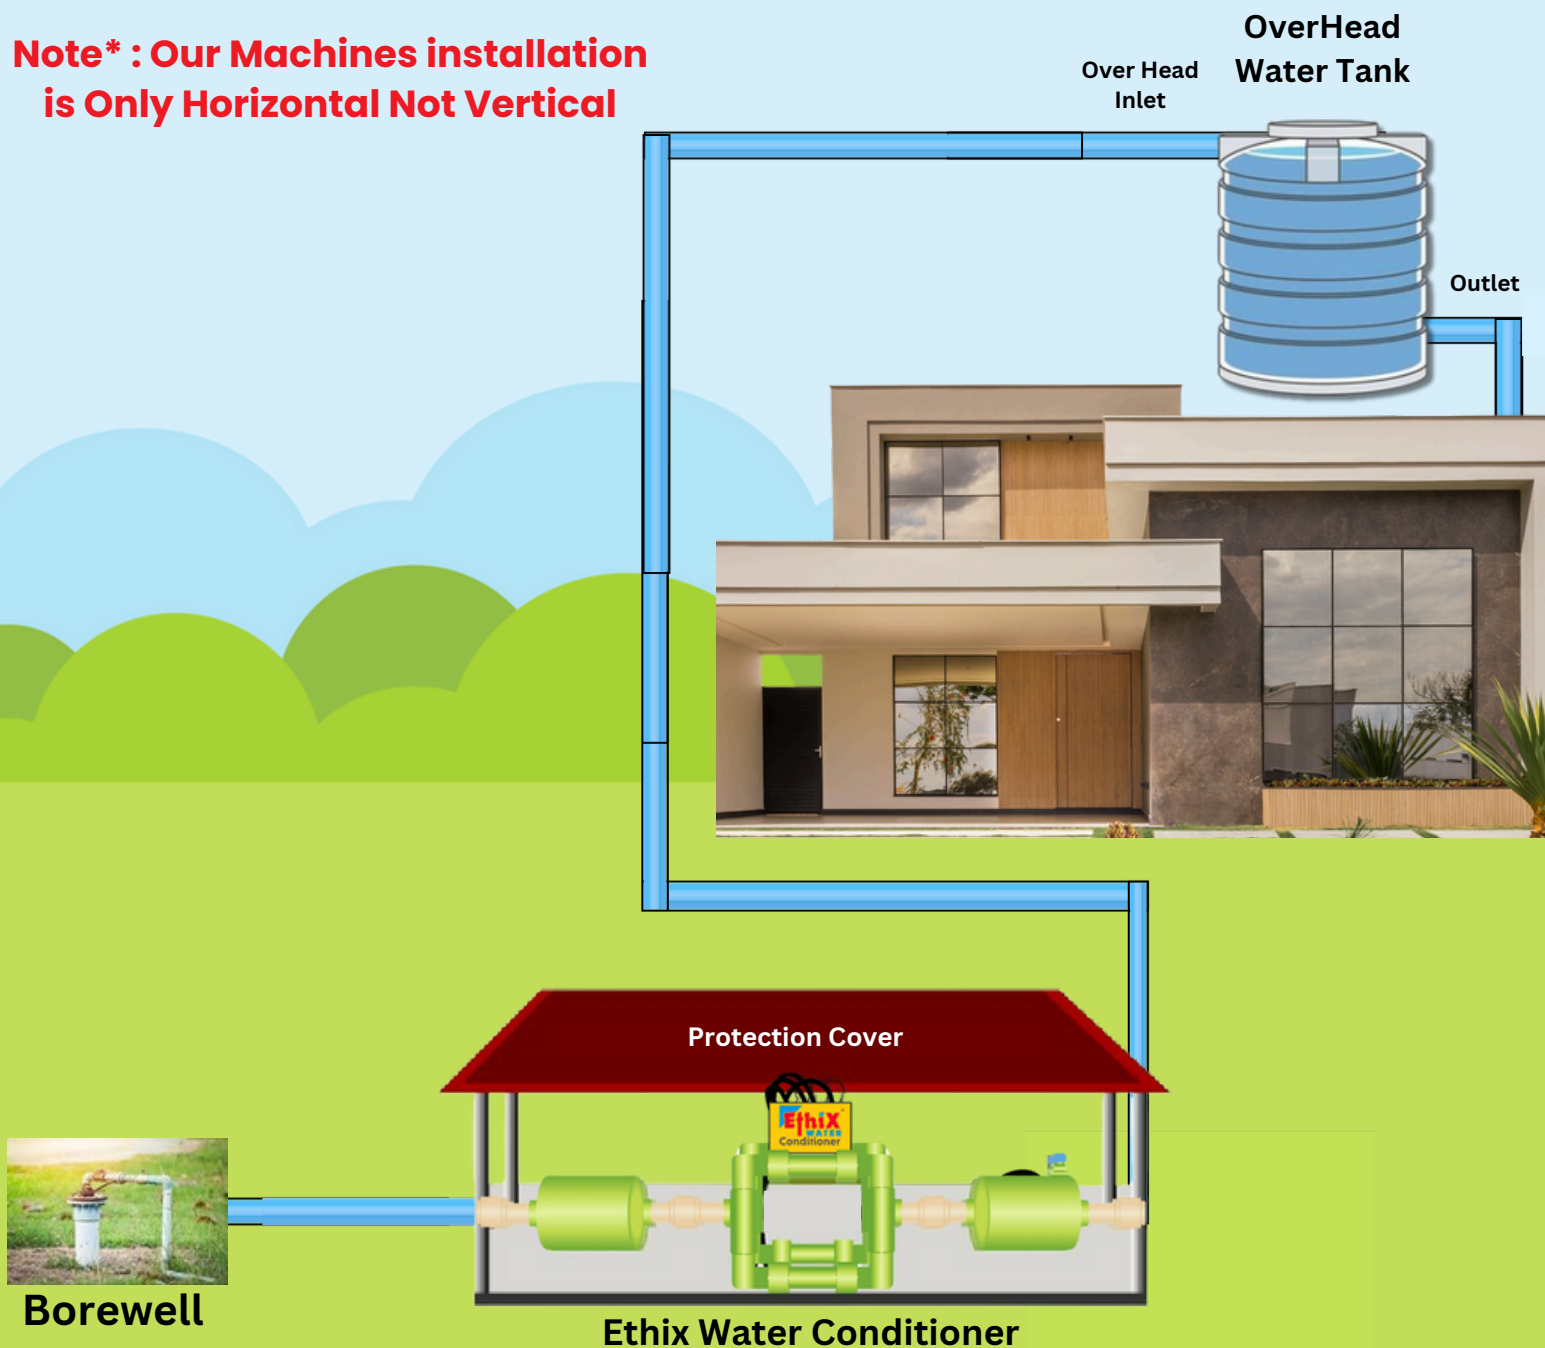 Note* : Our Machines installation
is Only Horizontal Not Vertical
OverHead
Water Tank
Over Head
Inlet
Outlet
Protection Cover
EthiX
WATER
Conditioner
Borewell
Ethix Water Conditioner